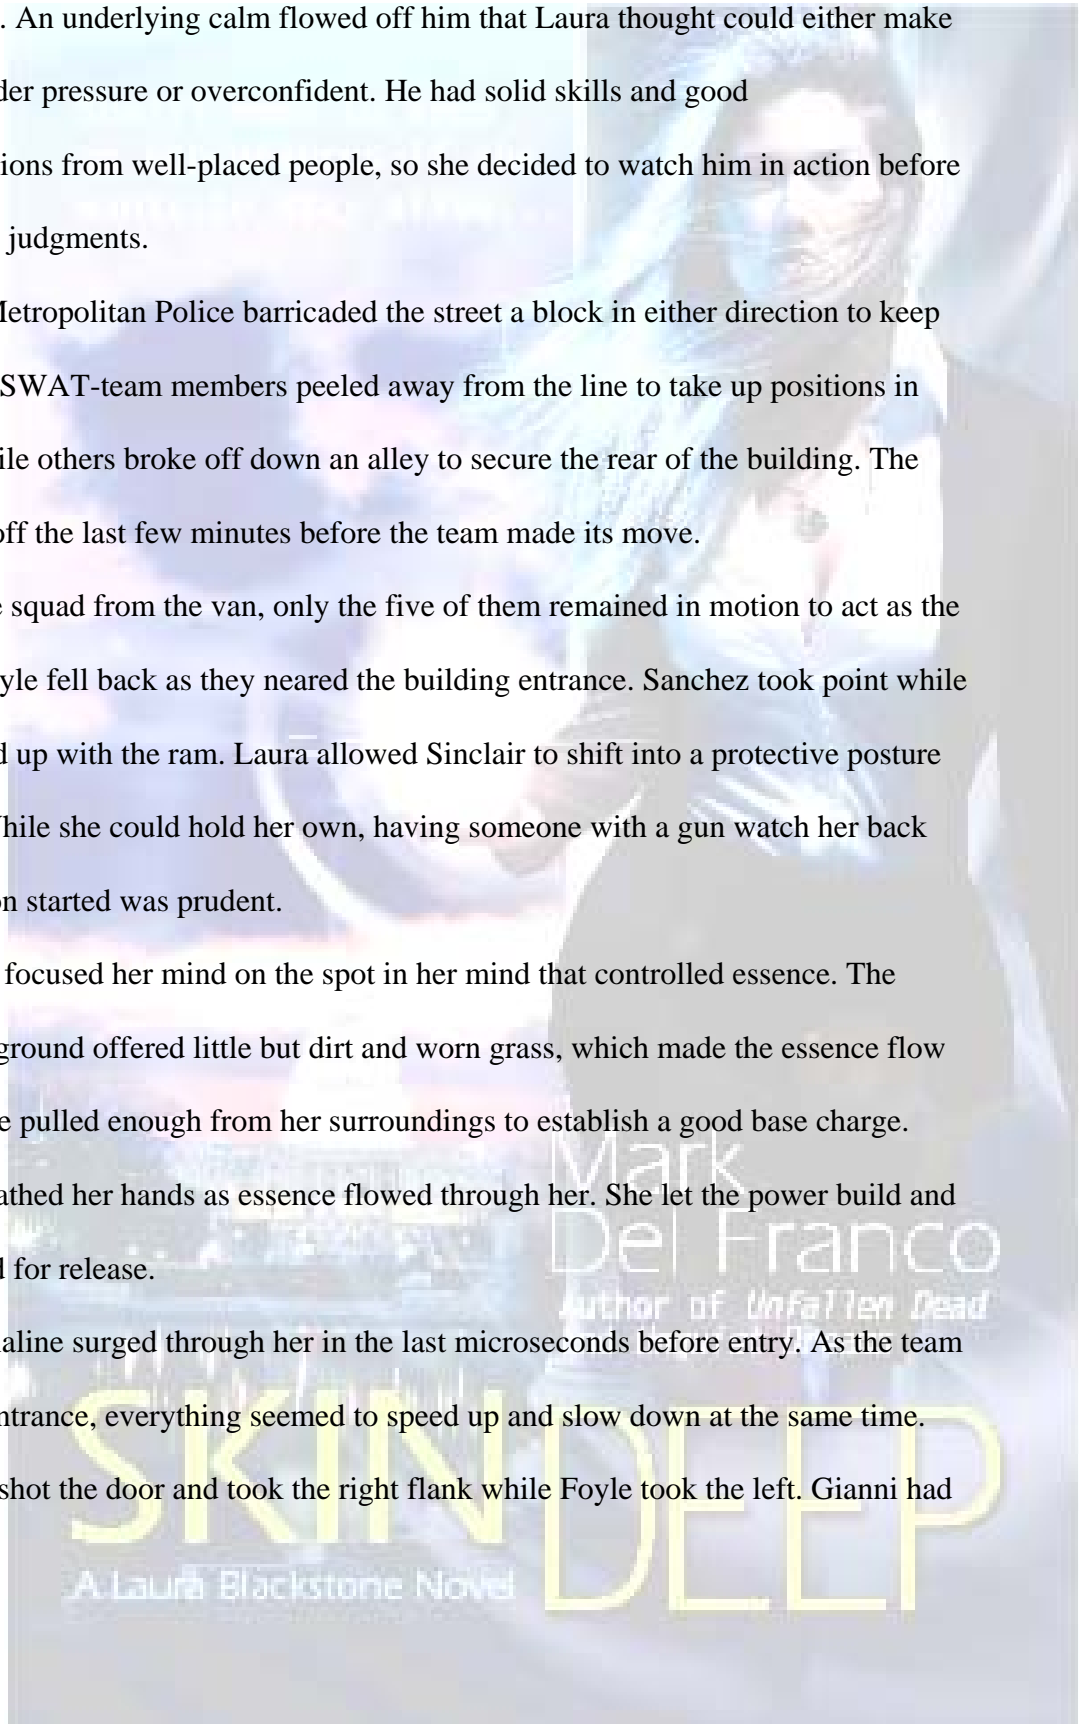 . An underlying calm flowed off him that Laura thought could either make
der pressure or overconfident. He had solid skills and good
ions from well-placed people, so she decided to watch him in action before
judgments.
Metropolitan Police barricaded the street a block in either direction to keep
SWAT-team members peeled away from the line to take up positions in
ile others broke off down an alley to secure the rear of the building. The
off the last few minutes before the team made its move.
e squad from the van, only the five of them remained in motion to act as the
yle fell back as they neared the building entrance. Sanchez took point while
d up with the ram. Laura allowed Sinclair to shift into a protective posture
While she could hold her own, having someone with a gun watch her back
on started was prudent.
focused her mind on the spot in her mind that controlled essence. The
ground offered little but dirt and worn grass, which made the essence flow
e pulled enough from her surroundings to establish a good base charge.
athed her hands as essence flowed through her. She let the power build and
d for release.
aline surged through her in the last microseconds before entry. As the team
ntrance, everything seemed to speed up and slow down at the same time.
shot the door and took the right flank while Foyle took the left. Gianni had
Mark
Del Franco
Author of Unfallen Dead
SKIN DEEP
A Laura Blackstone Novel